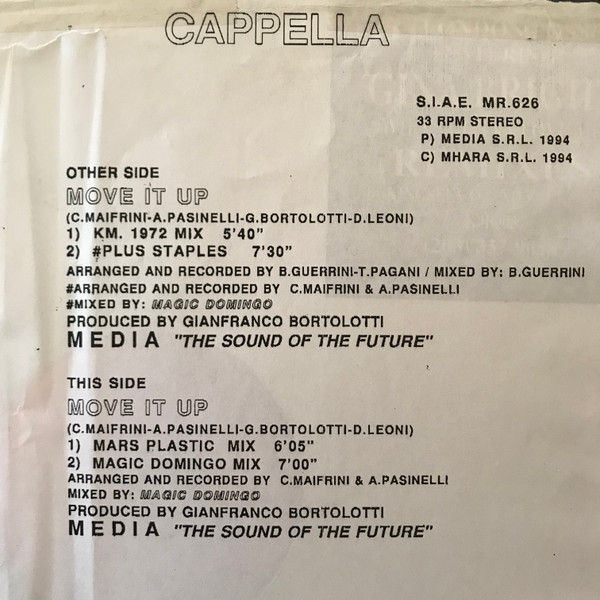 CAPPELLA
S.I.A.E. MR.626
33 RPM STEREO
P) MEDIA S.R.L. 1994
C) MHARA S.R.L. 1994
OTHER SIDE
MOVE IT UP
(C.MAIFRINI-A.PASINELLI-G.BORTOLOTTI-D.LEONI)
1) KM. 1972 MIX 5'40"
2) #PLUS STAPLES 7'30"
ARRANGED AND RECORDED BY B.GUERRINI-T.PAGANI / MIXED BY: B.GUERRINI
#ARRANGED AND RECORDED BY C.MAIFRINI & A.PASINELLI
#MIXED BY: MAGIC DOMINGO
PRODUCED BY GIANFRANCO BORTOLOTTI
MEDIA "THE SOUND OF THE FUTURE"
THIS SIDE
MOVE IT UP
(C.MAIFRINI-A.PASINELLI-G.BORTOLOTTI-D.LEONI)
1) MARS PLASTIC MIX 6'05"
2) MAGIC DOMINGO MIX 7'00"
ARRANGED AND RECORDED BY C.MAIFRINI & A.PASINELLI
MIXED BY: MAGIC DOMINGO
PRODUCED BY GIANFRANCO BORTOLOTTI
MEDIA "THE SOUND OF THE FUTURE"